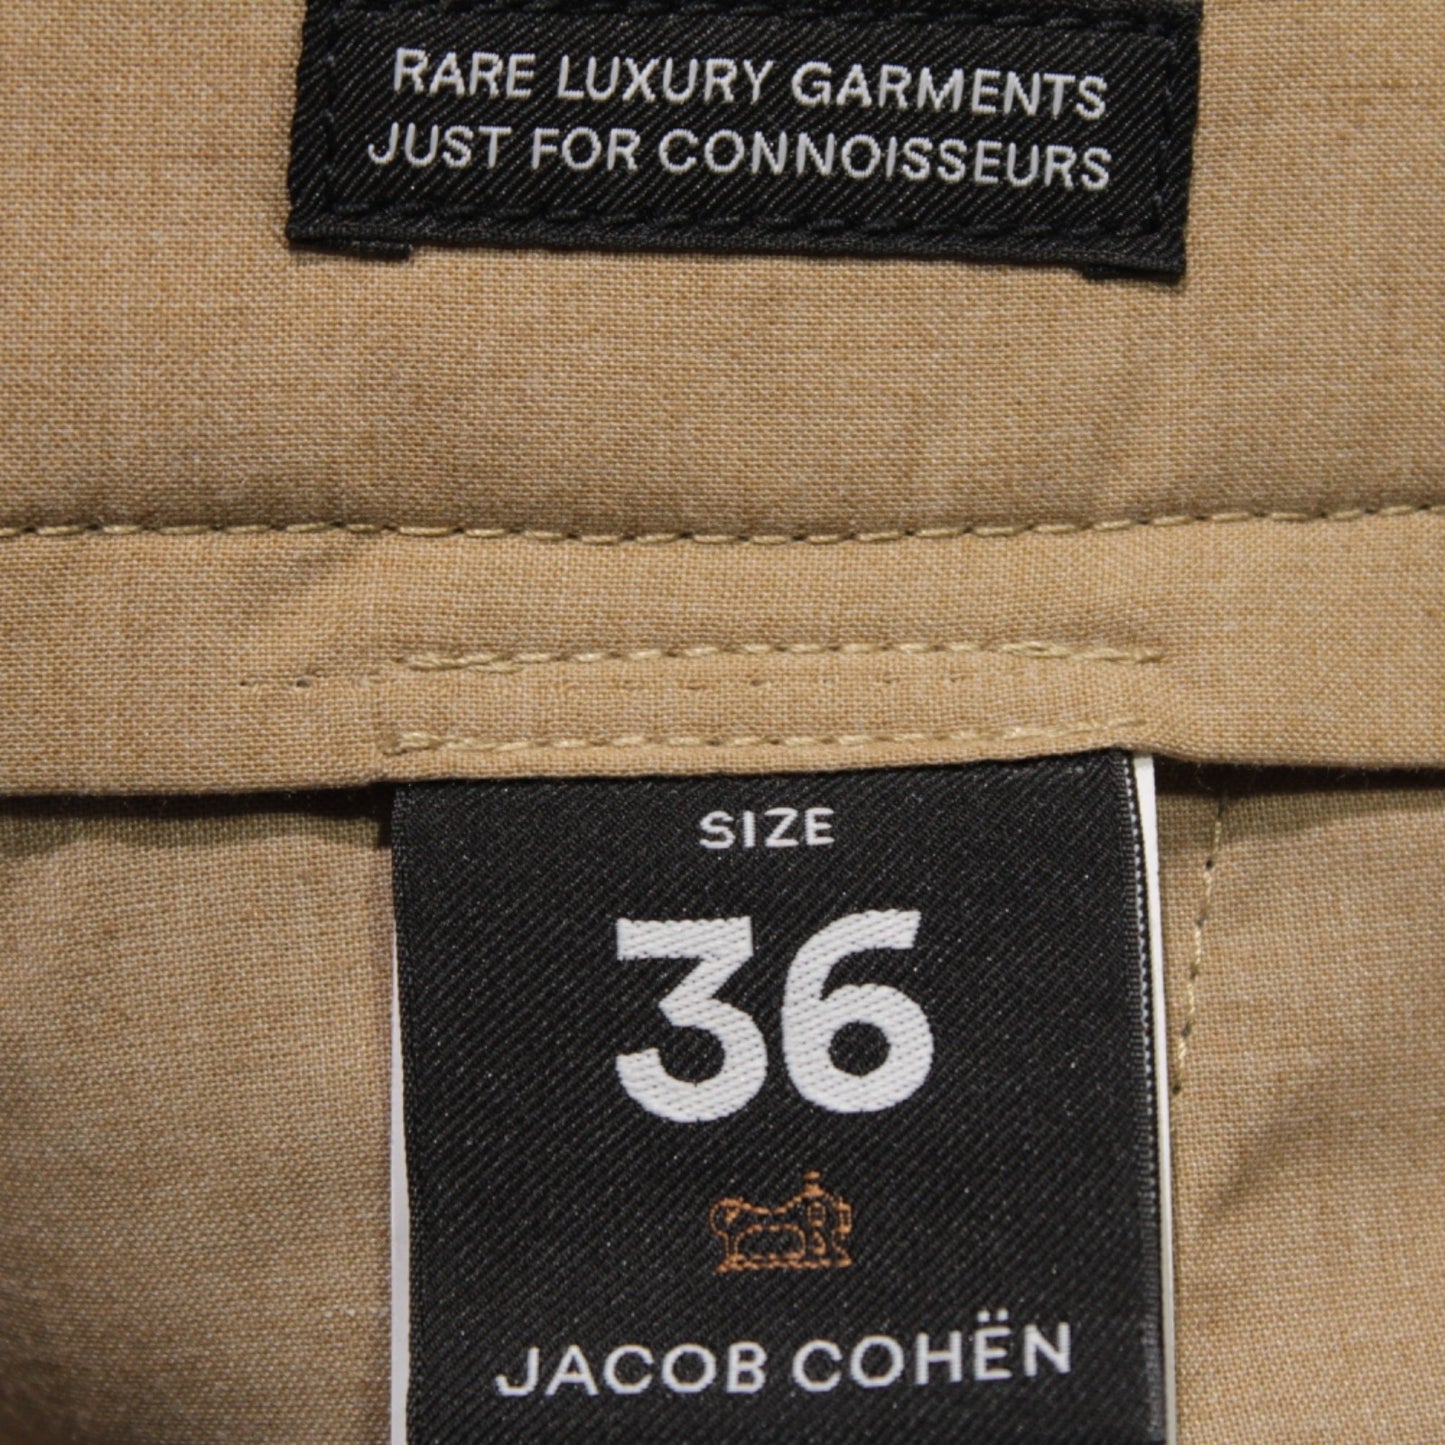 RARE LUXURY GARMENTS
JUST FOR CONNOISSEURS
SIZE
36
JACOB COHËN